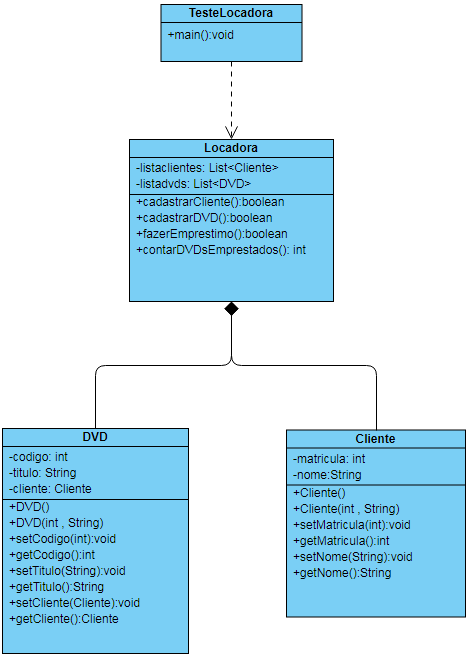 TesteLocadora
+main():void
Locadora
-listaclientes: List<Cliente>
-listadvds: List<DVD>
+cadastrarCliente():boolean
+cadastrarDVD():boolean
+fazerEmprestimo():boolean
+contarDVDsEmprestados(): int
DVD
-codigo: int
-titulo: String
-cliente: Cliente
+DVD()
+DVD(int , String)
+setCodigo(int):void
+getCodigo():int
+setTitulo(String):void
+getTitulo():String
+setCliente(Cliente):void
+getCliente():Cliente
Cliente
-matricula: int
-nome:String
+Cliente()
+Cliente(int , String)
+setMatricula(int):void
+getMatricula():int
+setNome(String):void
+getNome():String